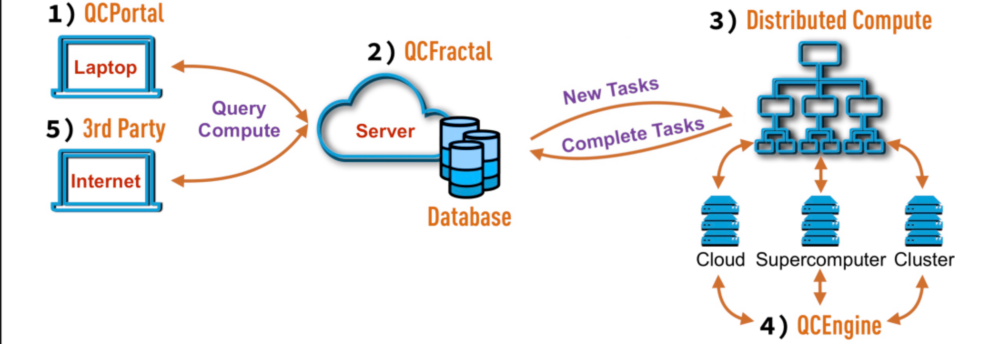 1) QCPortal
Laptop
5) 3rd Party
Internet
Query
Compute
2) QCFractal
Server
Database
New Tasks
Complete Tasks
3) Distributed Compute
Cloud Supercomputer Cluster
4) QCEngine